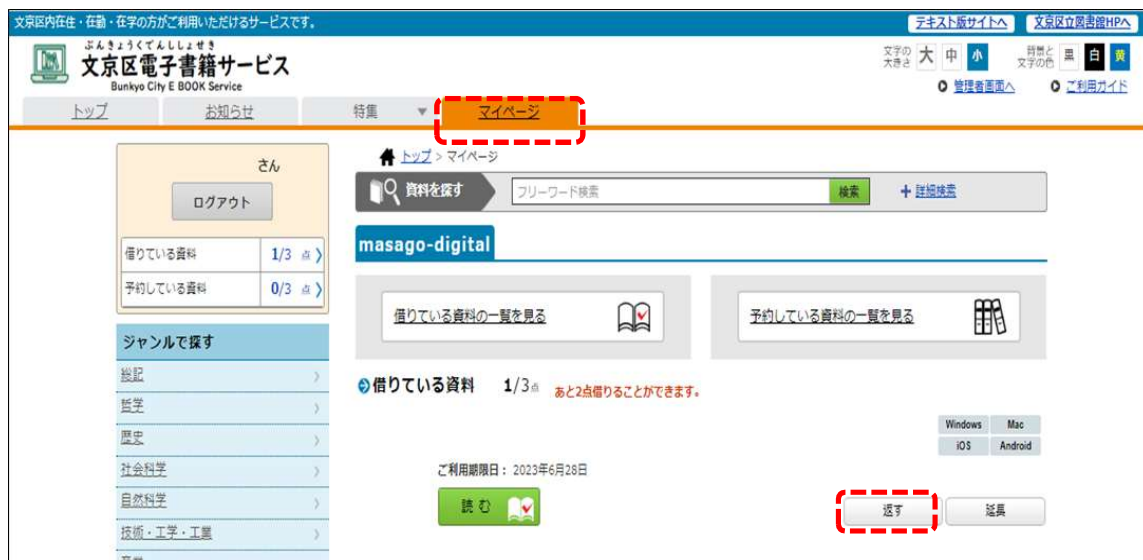 文京区内在住・在勤・在学の方がご利用いただけるサービスです。
テキスト版サイトへ 文京区立図書館HPへ
ぶんきょうくでんししょせき
文京区電子書籍サービス
Bunkyo City E BOOK Service
文字の大きさ 大 中 小 背景と文字の色 黒 白 黄
管理者画面へ ご利用ガイド
トップ お知らせ 特集 ▼ マイページ
さん
ログアウト
借りている資料 1/3 点 〉
予約している資料 0/3 点 〉
ジャンルで探す
総記 〉
哲学 〉
歴史 〉
社会科学 〉
自然科学 〉
技術・工学・工業 〉
トップ > マイページ
資料を探す フリーワード検索 検索 + 詳細検索
masago-digital
借りている資料の一覧を見る 予約している資料の一覧を見る
借りている資料 1/3点 あと2点借りることができます。
Windows Mac
iOS Android
ご利用期限日： 2023年6月28日
読む 返す 延長